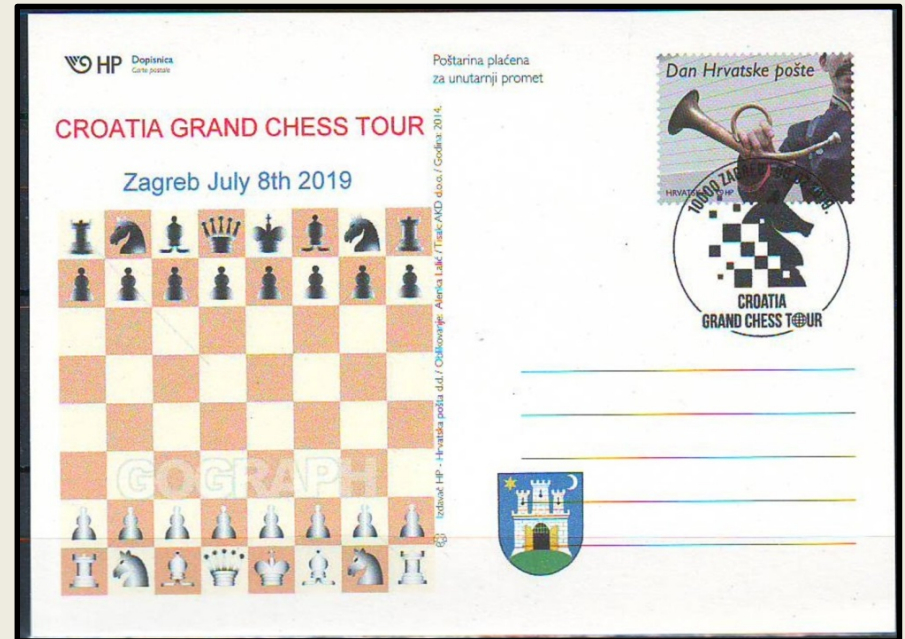 HP Dopisnica
Carte postale
Poštarina plaćena
za unutarnji promet
Dan Hrvatske pošte
CROATIA GRAND CHESS TOUR
Zagreb July 8th 2019
GOGRAPH
Izdavač: HP - Hrvatska pošta d.d. / Oblikovanje: Alenka Lalić / Tisak: AKD d.o.o. / Godina: 2014.
HP
10000 ZAGREB
CROATIA
GRAND CHESS TOUR